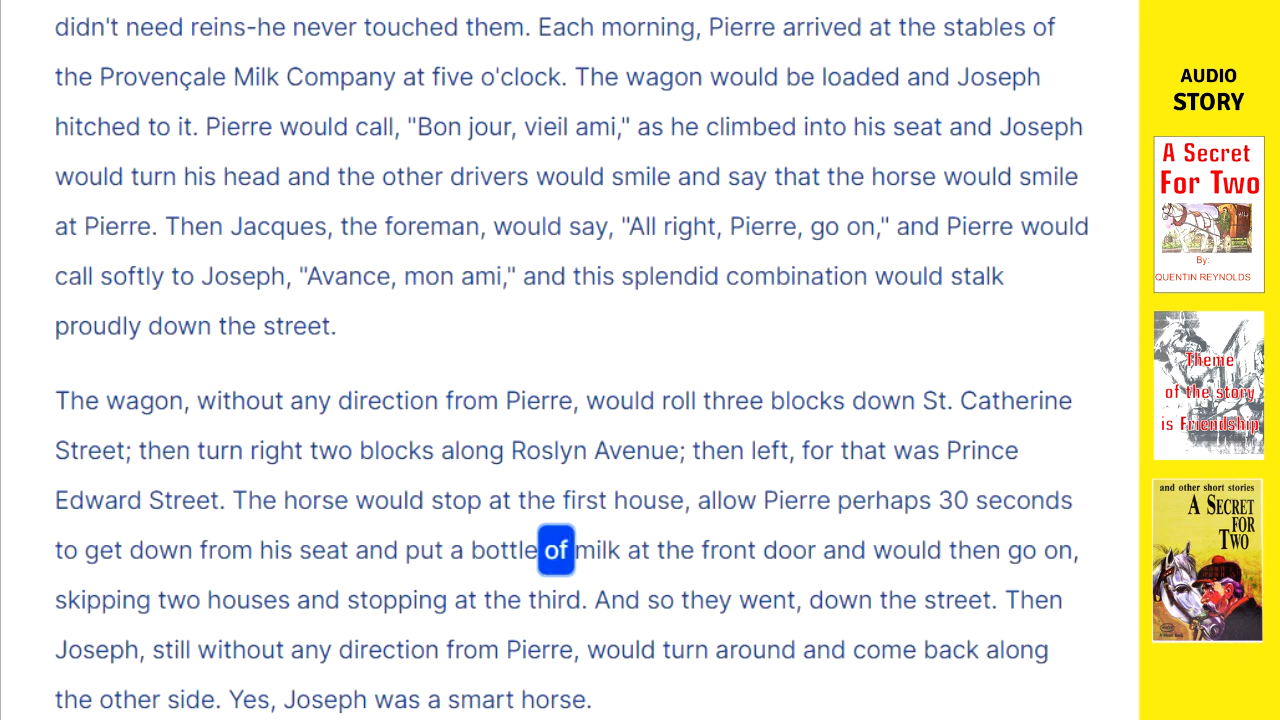 didn't need reins-he never touched them. Each morning, Pierre arrived at the stables of
the Provençale Milk Company at five o'clock. The wagon would be loaded and Joseph
hitched to it. Pierre would call, "Bon jour, vieil ami," as he climbed into his seat and Joseph
would turn his head and the other drivers would smile and say that the horse would smile
at Pierre. Then Jacques, the foreman, would say, "All right, Pierre, go on," and Pierre would
call softly to Joseph, "Avance, mon ami," and this splendid combination would stalk
proudly down the street.
The wagon, without any direction from Pierre, would roll three blocks down St. Catherine
Street; then turn right two blocks along Roslyn Avenue; then left, for that was Prince
Edward Street. The horse would stop at the first house, allow Pierre perhaps 30 seconds
to get down from his seat and put a bottle of milk at the front door and would then go on,
skipping two houses and stopping at the third. And so they went, down the street. Then
Joseph, still without any direction from Pierre, would turn around and come back along
the other side. Yes, Joseph was a smart horse.
AUDIO
STORY
A Secret
For Two
By:
QUENTIN REYNOLDS
Theme
of the story
is Friendship
and other short stories
A SECRET
FOR
TWO